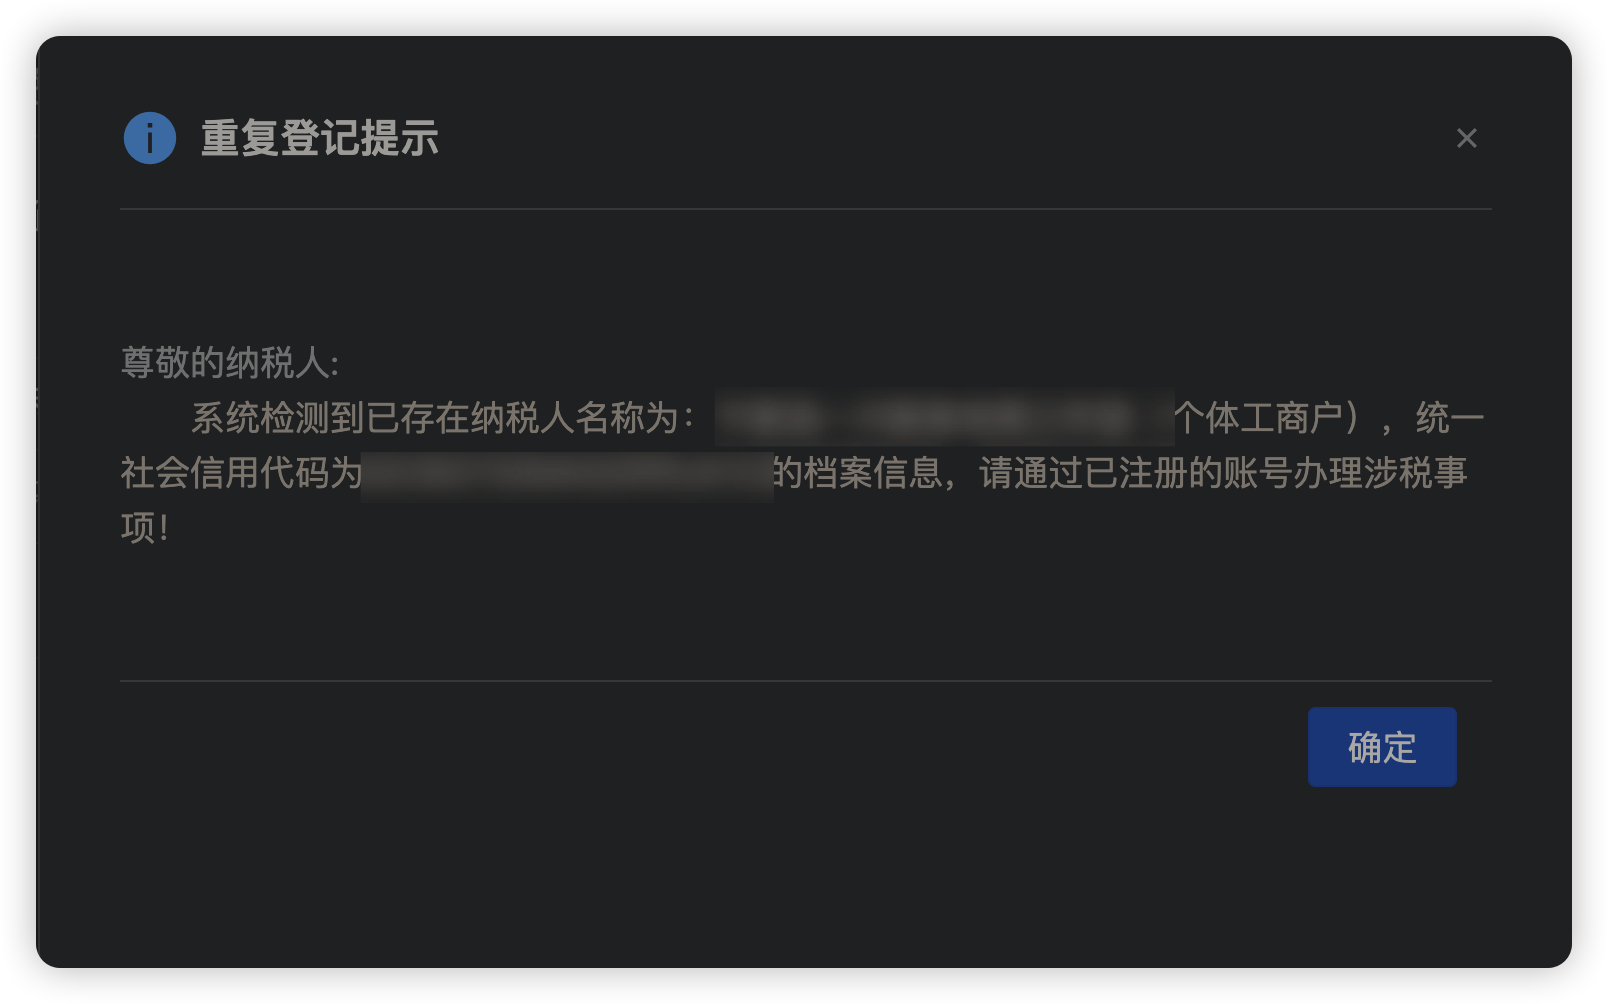 重复登记提示
尊敬的纳税人:
系统检测到已存在纳税人名称为：个体工商户），统一
社会信用代码为的档案信息，请通过已注册的账号办理涉税事
项！
确定